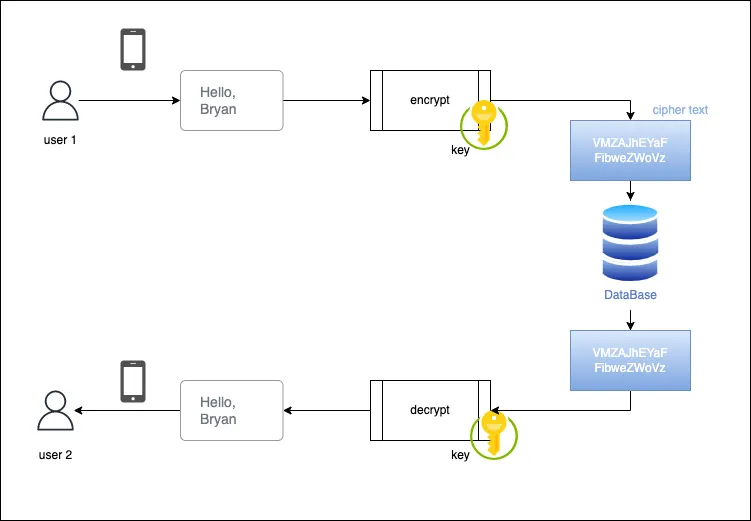 Hello,
Bryan
encrypt
cipher text
user 1
key
VMZAJhEYaF
FibweZWoVz
DataBase
VMZAJhEYaF
FibweZWoVz
Hello,
Bryan
decrypt
user 2
key